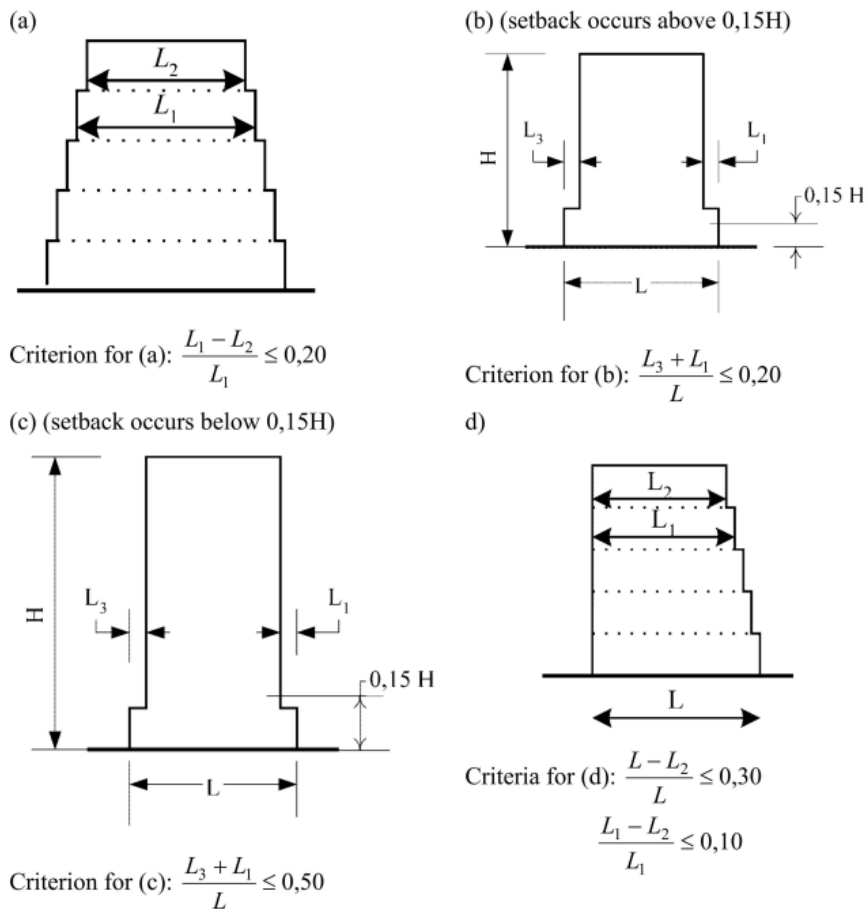 (a)
L2
L1
Criterion for (a): (L1 − L2) / L1 ≤ 0,20
(b) (setback occurs above 0,15H)
H
L3
L1
0,15 H
L
Criterion for (b): (L3 + L1) / L ≤ 0,20
(c) (setback occurs below 0,15H)
H
L3
L1
0,15 H
L
Criterion for (c): (L3 + L1) / L ≤ 0,50
d)
L2
L1
L
Criteria for (d): (L − L2) / L ≤ 0,30
(L1 − L2) / L1 ≤ 0,10